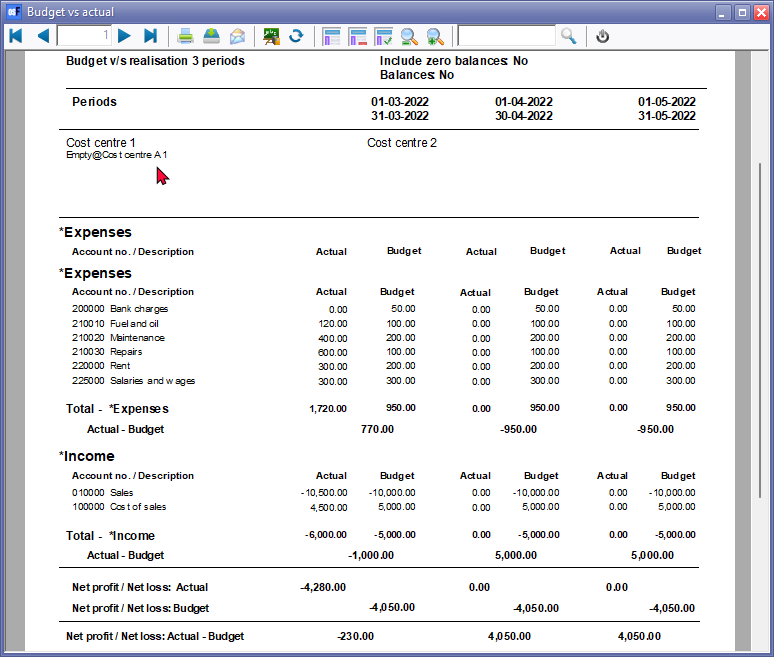 Budget vs actual
1
Budget v/s realisation 3 periods Include zero balances: No
Balances: No
Periods 01-03-2022 01-04-2022 01-05-2022
31-03-2022 30-04-2022 31-05-2022
Cost centre 1 Cost centre 2
Empty@Cost centre A1
*Expenses
Account no. / Description Actual Budget Actual Budget Actual Budget
*Expenses
Account no. / Description Actual Budget Actual Budget Actual Budget
200000 Bank charges 0.00 50.00 0.00 50.00 0.00 50.00
210010 Fuel and oil 120.00 100.00 0.00 100.00 0.00 100.00
210020 Maintenance 400.00 200.00 0.00 200.00 0.00 200.00
210030 Repairs 600.00 100.00 0.00 100.00 0.00 100.00
220000 Rent 300.00 200.00 0.00 200.00 0.00 200.00
225000 Salaries and wages 300.00 300.00 0.00 300.00 0.00 300.00
Total - *Expenses 1,720.00 950.00 0.00 950.00 0.00 950.00
Actual - Budget 770.00 -950.00 -950.00
*Income
Account no. / Description Actual Budget Actual Budget Actual Budget
010000 Sales -10,500.00 -10,000.00 0.00 -10,000.00 0.00 -10,000.00
100000 Cost of sales 4,500.00 5,000.00 0.00 5,000.00 0.00 5,000.00
Total - *Income -6,000.00 -5,000.00 0.00 -5,000.00 0.00 -5,000.00
Actual - Budget -1,000.00 5,000.00 5,000.00
Net profit / Net loss: Actual -4,280.00 0.00 0.00
Net profit / Net loss: Budget -4,050.00 -4,050.00 -4,050.00
Net profit / Net loss: Actual - Budget -230.00 4,050.00 4,050.00